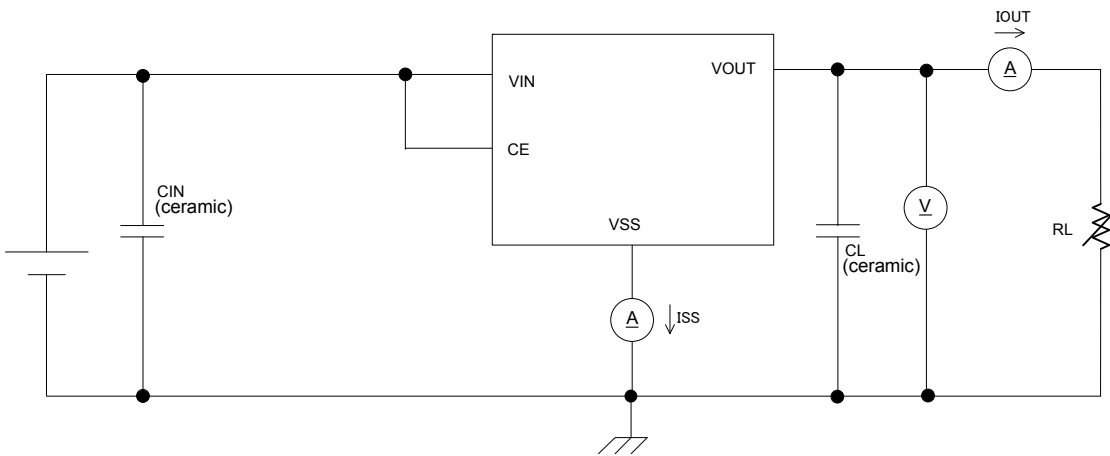 IOUT
A
VIN
VOUT
CE
CIN
(ceramic)
VSS
V
CL
(ceramic)
RL
A
ISS